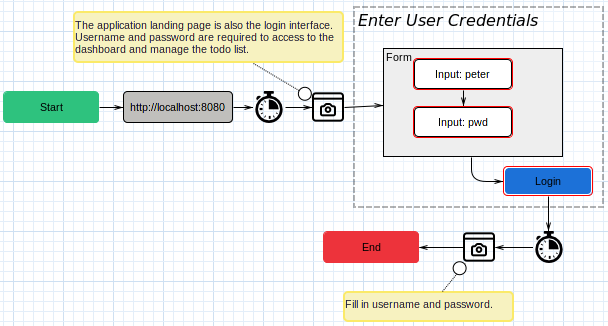 The application landing page is also the login interface.
Username and password are required to access to the
dashboard and manage the todo list.
Enter User Credentials
Form
Input: peter
Input: pwd
Start
http://localhost:8080
Login
End
Fill in username and password.